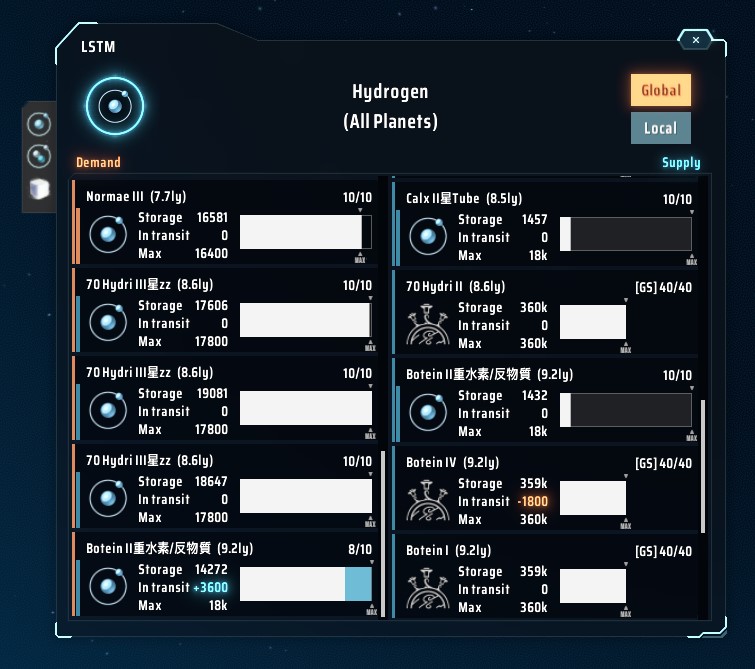 LSTM
×
Hydrogen
(All Planets)
Global
Local
Demand
Supply
Normae III (7.7ly) 10/10
Storage 16581
In transit 0
Max 16400
MAX
70 Hydri III星zz (8.6ly) 10/10
Storage 17606
In transit 0
Max 17800
MAX
70 Hydri III星zz (8.6ly) 10/10
Storage 19081
In transit 0
Max 17800
MAX
70 Hydri III星zz (8.6ly) 10/10
Storage 18647
In transit 0
Max 17800
MAX
Botein II重水素/反物質 (9.2ly) 8/10
Storage 14272
In transit +3600
Max 18k
MAX
Calx II星Tube (8.5ly) 10/10
Storage 1457
In transit 0
Max 18k
MAX
70 Hydri II (8.6ly) [GS] 40/40
Storage 360k
In transit 0
Max 360k
MAX
Botein II重水素/反物質 (9.2ly) 10/10
Storage 1432
In transit 0
Max 18k
MAX
Botein IV (9.2ly) [GS] 40/40
Storage 359k
In transit -1800
Max 360k
MAX
Botein I (9.2ly) [GS] 40/40
Storage 359k
In transit 0
Max 360k
MAX